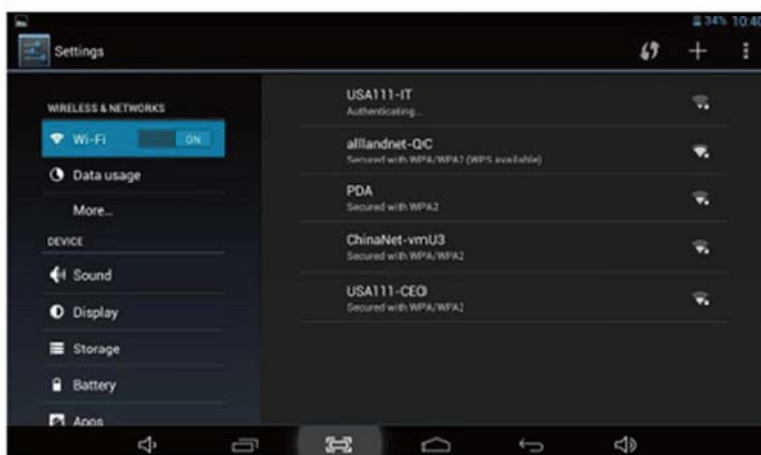 34% 10:40
Settings
WIRELESS & NETWORKS
Wi-Fi ON
Data usage
More...
DEVICE
Sound
Display
Storage
Battery
Apps
USA111-IT
Authenticating...
alllandnet-QC
Secured with WPA/WPA2 (WPS available)
PDA
Secured with WPA2
ChinaNet-vmU3
Secured with WPA/WPA2
USA111-CEO
Secured with WPA/WPA2